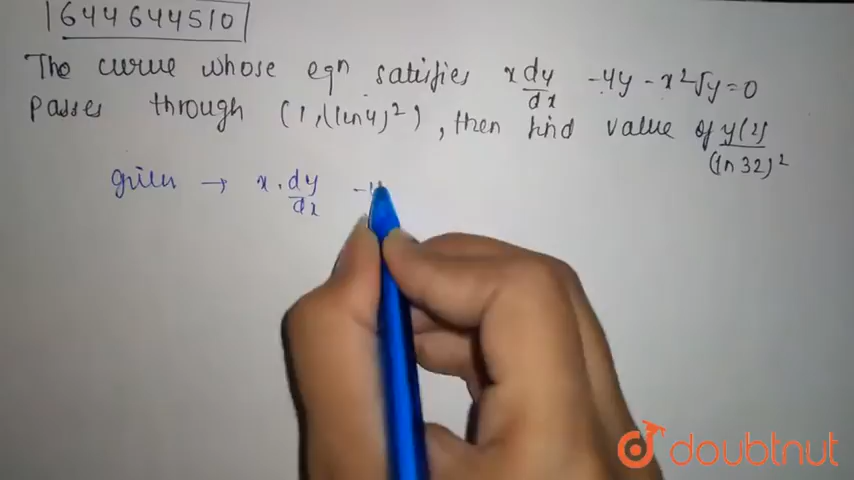 1644644510
The curve whose eqn satisfies x dy/dx -4y - x²√y = 0
passes through (1, (ln4)²), then find value of y(2)/(ln 32)²
given → x . dy/dx -4
doubtnut